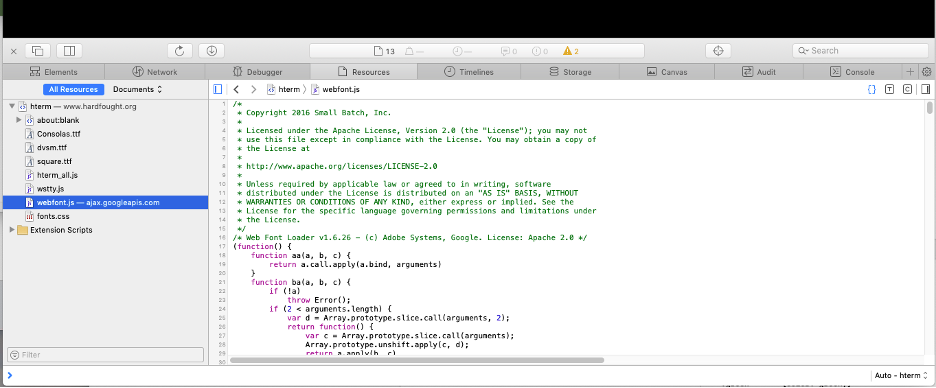 13 — — 0 0 2 Search
Elements Network Debugger Resources Timelines Storage Canvas Audit Console
All Resources Documents hterm webfont.js
hterm — www.hardfought.org
about:blank
Consolas.ttf
dvsm.ttf
square.ttf
hterm_all.js
wstty.js
webfont.js — ajax.googleapis.com
fonts.css
Extension Scripts
Filter
1 /*
2 * Copyright 2016 Small Batch, Inc.
3 *
4 * Licensed under the Apache License, Version 2.0 (the "License"); you may not
5 * use this file except in compliance with the License. You may obtain a copy of
6 * the License at
7 *
8 * http://www.apache.org/licenses/LICENSE-2.0
9 *
10 * Unless required by applicable law or agreed to in writing, software
11 * distributed under the License is distributed on an "AS IS" BASIS, WITHOUT
12 * WARRANTIES OR CONDITIONS OF ANY KIND, either express or implied. See the
13 * License for the specific language governing permissions and limitations under
14 * the License.
15 */
16 /* Web Font Loader v1.6.26 - (c) Adobe Systems, Google. License: Apache 2.0 */
17 (function() {
18 function aa(a, b, c) {
19 return a.call.apply(a.bind, arguments)
20 }
21 function ba(a, b, c) {
22 if (!a)
23 throw Error();
24 if (2 < arguments.length) {
25 var d = Array.prototype.slice.call(arguments, 2);
26 return function() {
27 var c = Array.prototype.slice.call(arguments);
28 Array.prototype.unshift.apply(c, d);
29 return a.apply(b, c)
30
Auto - hterm